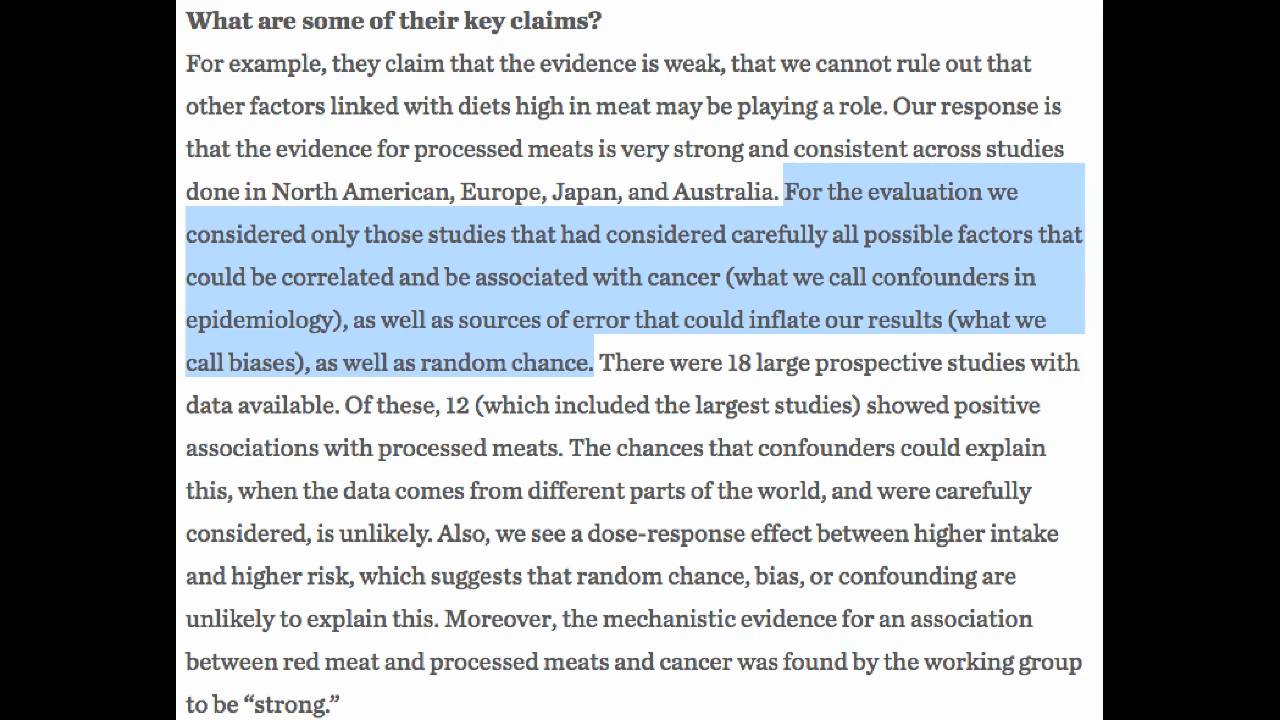 What are some of their key claims?
For example, they claim that the evidence is weak, that we cannot rule out that
other factors linked with diets high in meat may be playing a role. Our response is
that the evidence for processed meats is very strong and consistent across studies
done in North American, Europe, Japan, and Australia. For the evaluation we
considered only those studies that had considered carefully all possible factors that
could be correlated and be associated with cancer (what we call confounders in
epidemiology), as well as sources of error that could inflate our results (what we
call biases), as well as random chance. There were 18 large prospective studies with
data available. Of these, 12 (which included the largest studies) showed positive
associations with processed meats. The chances that confounders could explain
this, when the data comes from different parts of the world, and were carefully
considered, is unlikely. Also, we see a dose-response effect between higher intake
and higher risk, which suggests that random chance, bias, or confounding are
unlikely to explain this. Moreover, the mechanistic evidence for an association
between red meat and processed meats and cancer was found by the working group
to be “strong.”